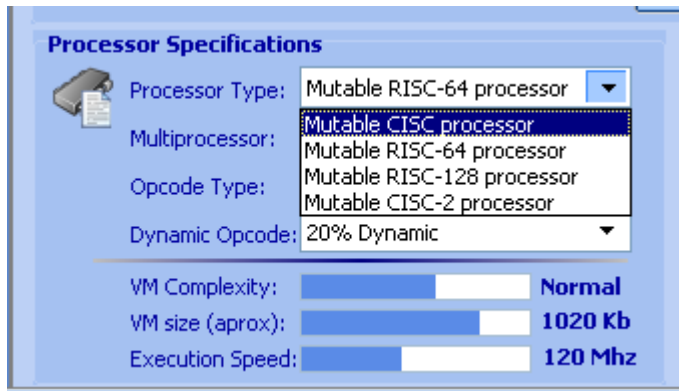 Processor Specifications
Processor Type: Mutable RISC-64 processor
Mutable CISC processor
Multiprocessor:
Mutable RISC-64 processor
Mutable RISC-128 processor
Opcode Type:
Mutable CISC-2 processor
Dynamic Opcode: 20% Dynamic
VM Complexity: Normal
VM size (aprox): 1020 Kb
Execution Speed: 120 Mhz